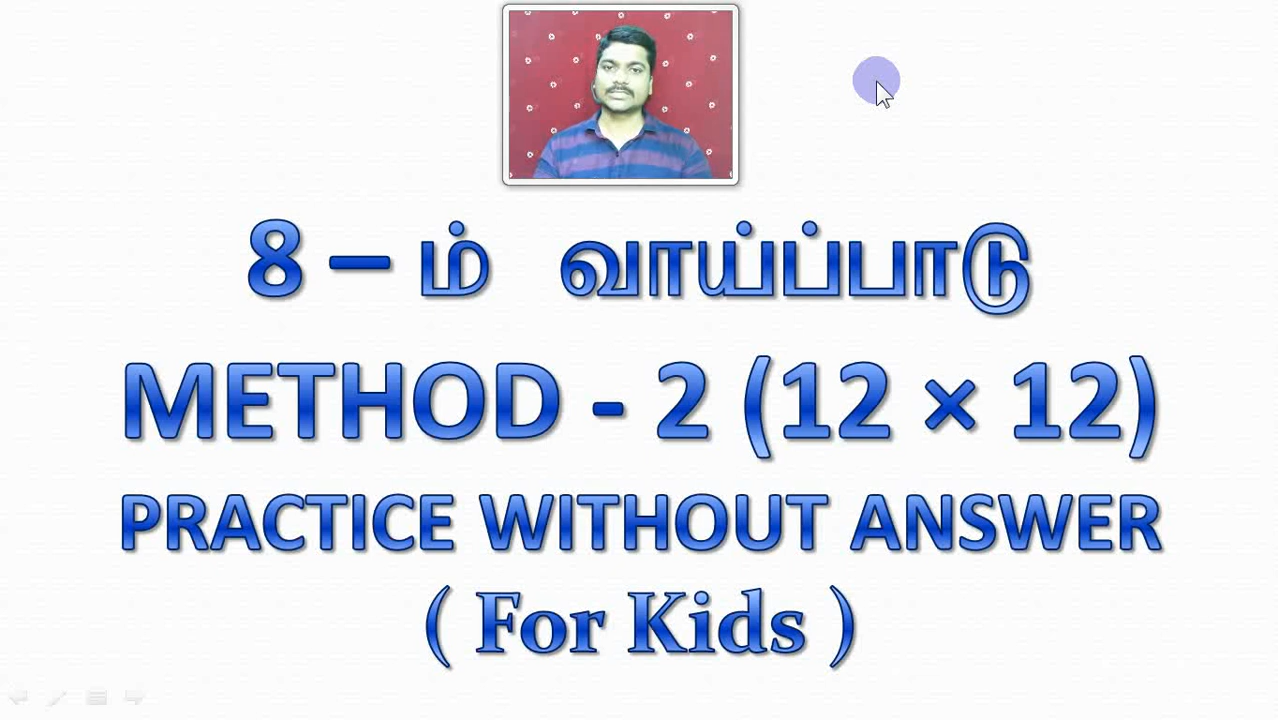 8 – ம் வாய்ப்பாடு
METHOD - 2 (12 × 12)
PRACTICE WITHOUT ANSWER
( For Kids )